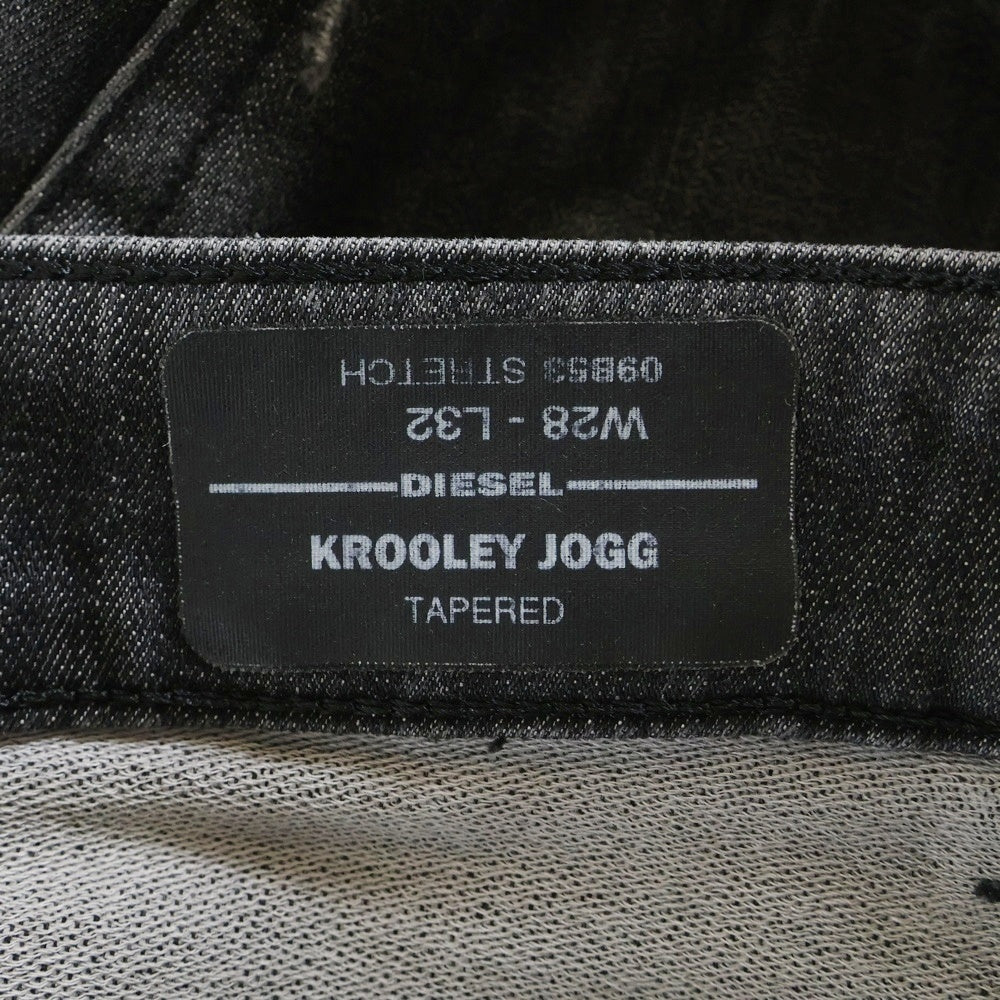 09B53 STRETCH
W28 - L32
DIESEL
KROOLEY JOGG
TAPERED